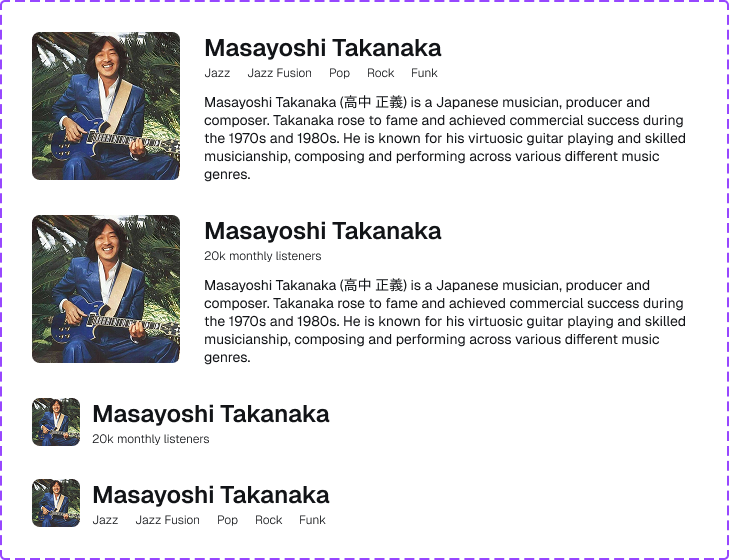 Masayoshi Takanaka
Jazz Jazz Fusion Pop Rock Funk
Masayoshi Takanaka (高中 正義) is a Japanese musician, producer and
composer. Takanaka rose to fame and achieved commercial success during
the 1970s and 1980s. He is known for his virtuosic guitar playing and skilled
musicianship, composing and performing across various different music
genres.
Masayoshi Takanaka
20k monthly listeners
Masayoshi Takanaka (高中 正義) is a Japanese musician, producer and
composer. Takanaka rose to fame and achieved commercial success during
the 1970s and 1980s. He is known for his virtuosic guitar playing and skilled
musicianship, composing and performing across various different music
genres.
Masayoshi Takanaka
20k monthly listeners
Masayoshi Takanaka
Jazz Jazz Fusion Pop Rock Funk